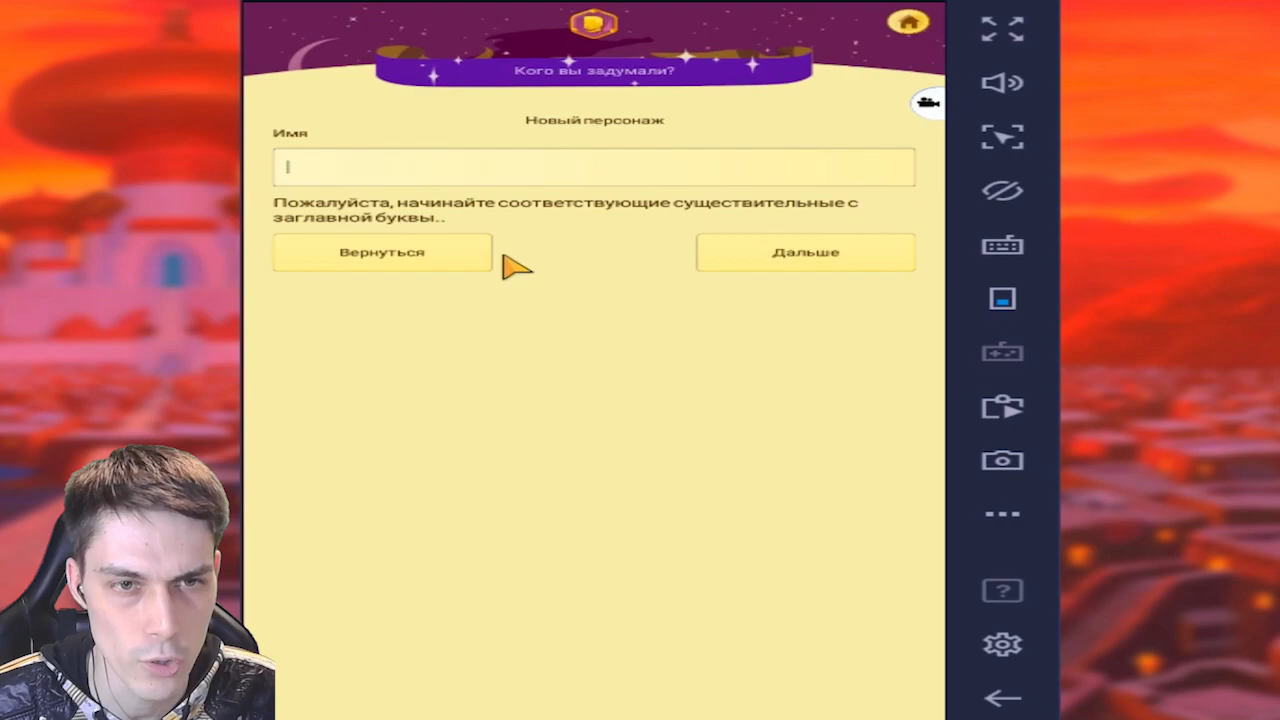 Кого вы задумали?
Новый персонаж
Имя
Пожалуйста, начинайте соответствующие существительные с
заглавной буквы..
Вернуться
Дальше